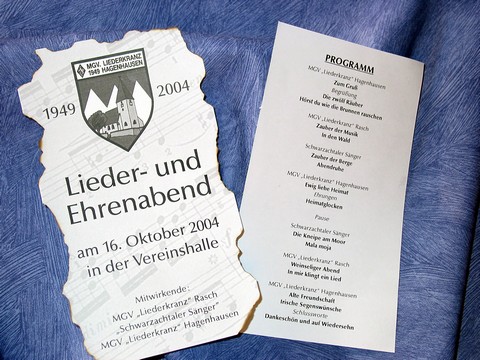 MGV. LIEDERKRANZ
1949 HAGENHAUSEN
1949
2004
Lieder- und
Ehrenabend
am 16. Oktober 2004
in der Vereinshalle
Mitwirkende:
MGV „Liederkranz“ Rasch
„Schwarzachtaler Sänger“
MGV „Liederkranz“ Hagenhausen
PROGRAMM
MGV „Liederkranz“ Hagenhausen
Zum Gruß
Begrüßung
Die zwölf Räuber
Hörst du wie die Brunnen rauschen
MGV „Liederkranz“ Rasch
Zauber der Musik
In den Wald
Schwarzachtaler Sänger
Zauber der Berge
Abendruhe
MGV „Liederkranz“ Hagenhausen
Ewig liebe Heimat
Ehrungen
Heimatglocken
Pause
Schwarzachtaler Sänger
Die Kneipe am Moor
Mala moja
MGV „Liederkranz“ Rasch
Weinseliger Abend
In mir klingt ein Lied
MGV „Liederkranz“ Hagenhausen
Alte Freundschaft
Irische Segenswünsche
Schlussworte
Dankeschön und auf Wiedersehn